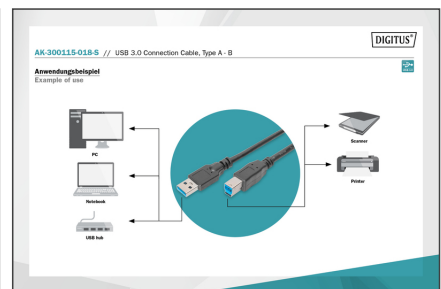 DIGITUS®
AK-300115-018-S // USB 3.0 Connection Cable, Type A - B
Anwendungsbeispiel
Example of use
PC
Notebook
USB hub
Scanner
Printer